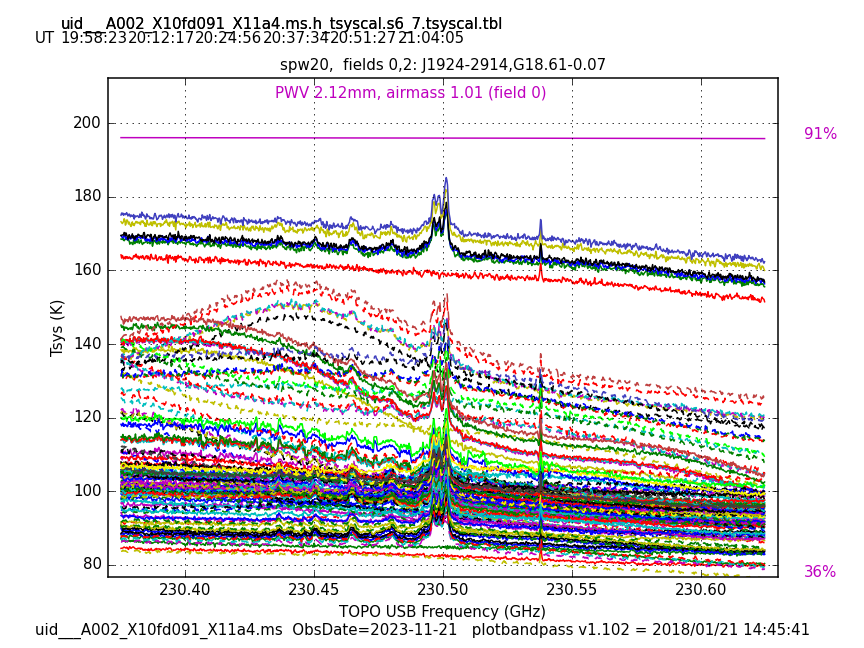 uid___A002_X10fd091_X11a4.ms.h_tsyscal.s6_7.tsyscal.tbl
UT 19:58:23 20:12:17 20:24:56 20:37:34 20:51:27 21:04:05
spw20,  fields 0,2: J1924-2914,G18.61-0.07
PWV 2.12mm, airmass 1.01 (field 0)
200
91%
180
160
Tsys (K)
140
120
100
80
36%
230.40 230.45 230.50 230.55 230.60
TOPO USB Frequency (GHz)
uid___A002_X10fd091_X11a4.ms  ObsDate=2023-11-21   plotbandpass v1.102 = 2018/01/21 14:45:41